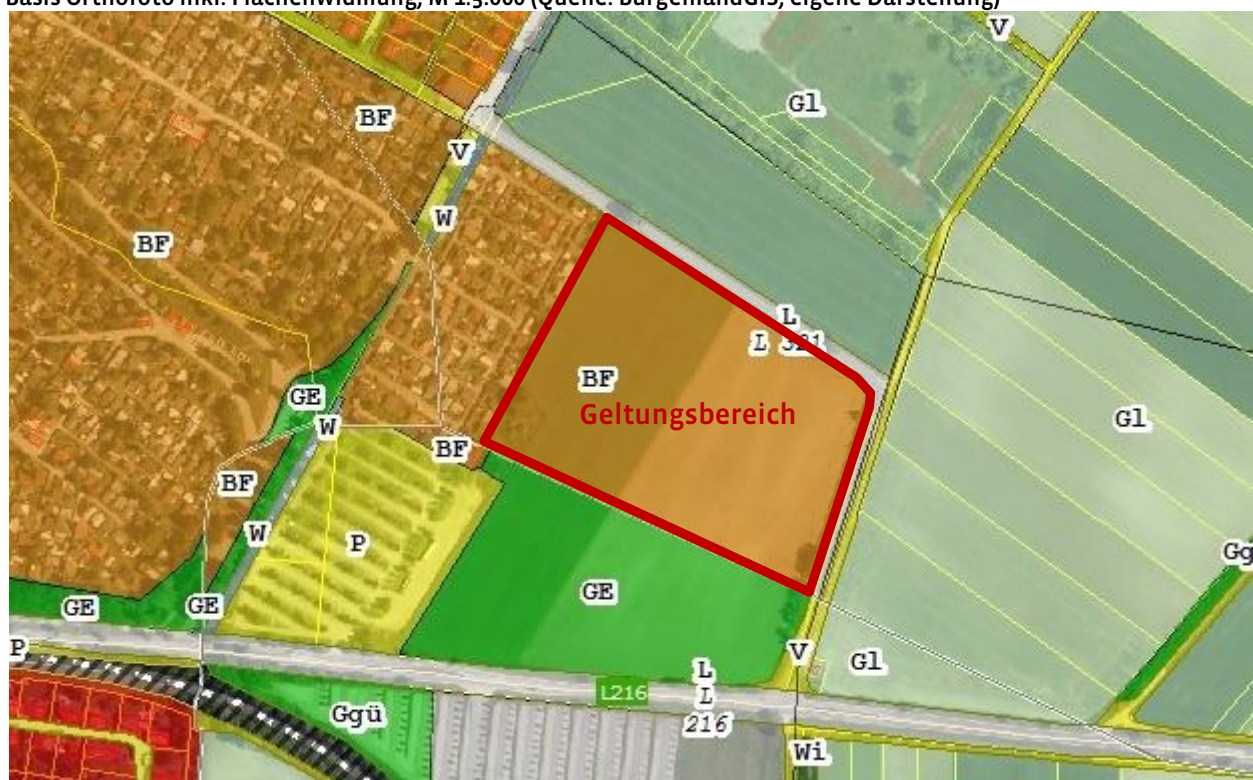 Basis Orthofoto inkl. Flächenwidmung, M 1:5.000 (Quelle: BurgenlandGIS, eigene Darstellung)
V
BF
Gl
V
W
BF
L
L 321
BF
Geltungsbereich
GE
Gl
W
BF
BF
W
P
Gg
GE
GE
GE
P
V
Gl
L
L216
L
216
Ggü
Wi